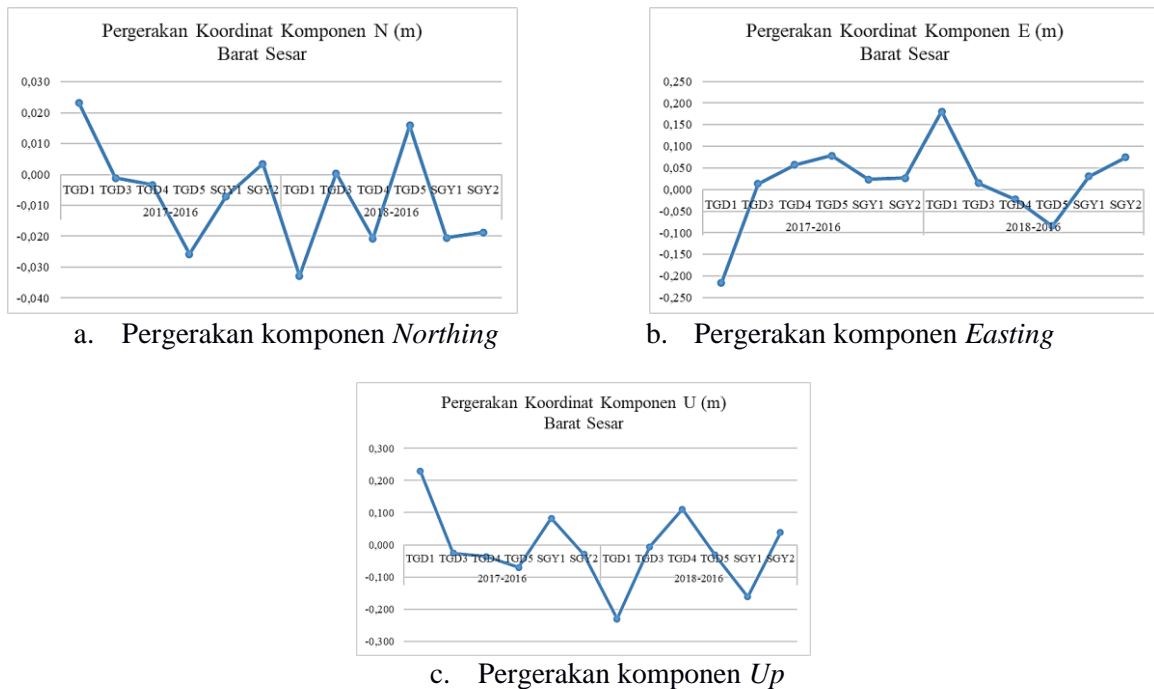 Pergerakan Koordinat Komponen N (m)
Barat Sesar
0,030
0,020
0,010
0,000
-0,010
-0,020
-0,030
-0,040
TGD1 TGD3 TGD4 TGD5 SGY1 SGY2 TGD1 TGD3 TGD4 TGD5 SGY1 SGY2
2017-2016 2018-2016
a. Pergerakan komponen Northing
Pergerakan Koordinat Komponen E (m)
Barat Sesar
0,250
0,200
0,150
0,100
0,050
0,000
-0,050
-0,100
-0,150
-0,200
-0,250
TGD1 TGD3 TGD4 TGD5 SGY1 SGY2 TGD1 TGD3 TGD4 TGD5 SGY1 SGY2
2017-2016 2018-2016
b. Pergerakan komponen Easting
Pergerakan Koordinat Komponen U (m)
Barat Sesar
0,300
0,200
0,100
0,000
-0,100
-0,200
-0,300
TGD1 TGD3 TGD4 TGD5 SGY1 SGY2 TGD1 TGD3 TGD4 TGD5 SGY1 SGY2
2017-2016 2018-2016
c. Pergerakan komponen Up